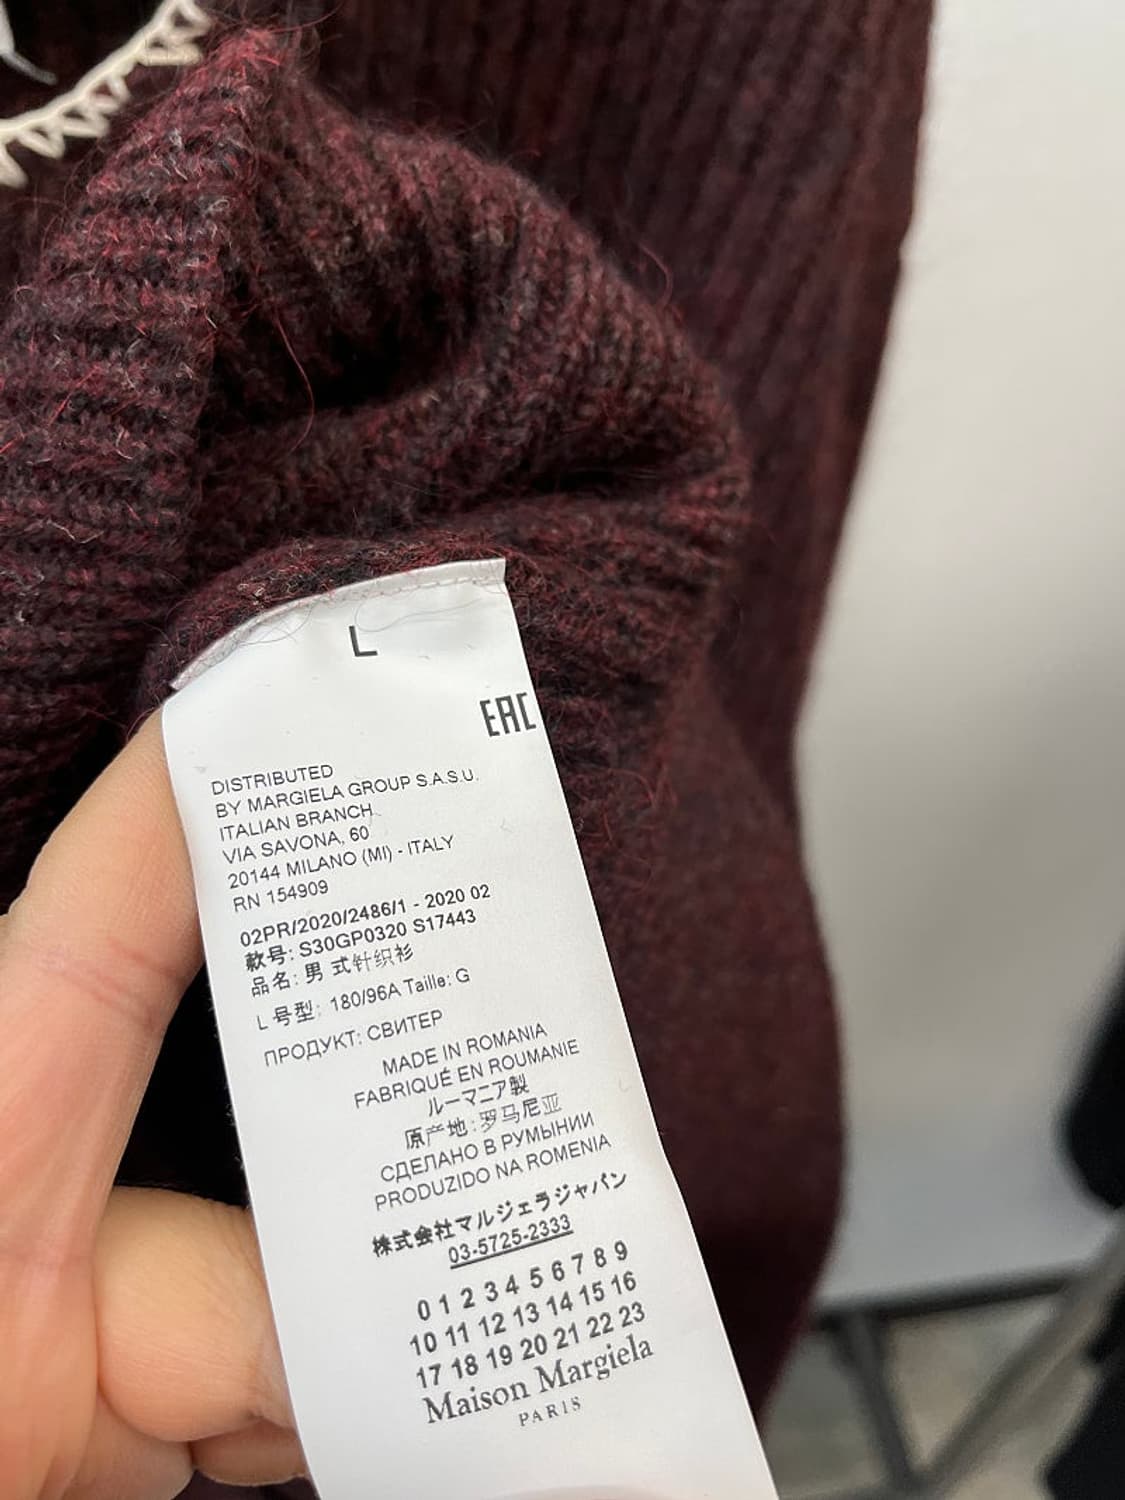 L
EAC
DISTRIBUTED
BY MARGIELA GROUP S.A.S.U.
ITALIAN BRANCH
VIA SAVONA, 60
20144 MILANO (MI) - ITALY
RN 154909
02PR/2020/2486/1 - 2020 02
款号: S30GP0320 S17443
品名: 男 式针织衫
L 号型: 180/96A Taille: G
ПРОДУКТ: СВИТЕР
MADE IN ROMANIA
FABRIQUÉ EN ROUMANIE
ルーマニア製
原产地: 罗马尼亚
СДЕЛАНО В РУМЫНИИ
PRODUZIDO NA ROMENIA
株式会社マルジェラジャパン
03-5725-2333
0 1 2 3 4 5 6 7 8 9
10 11 12 13 14 15 16
17 18 19 20 21 22 23
Maison Margiela
PARIS